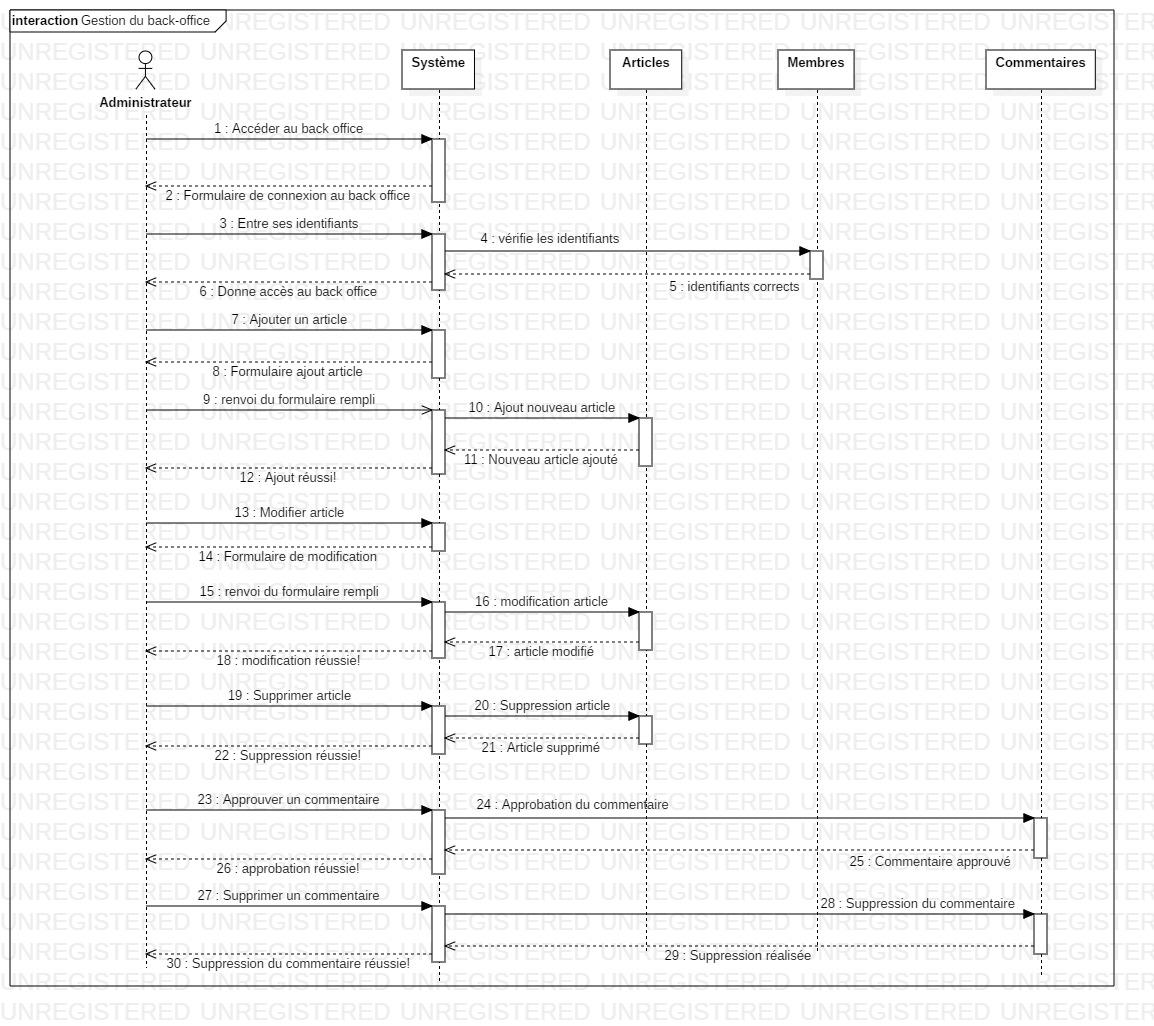 interaction Gestion du back-office
Administrateur
Système
Articles
Membres
Commentaires
1 : Accéder au back office
2 : Formulaire de connexion au back office
3 : Entre ses identifiants
4 : vérifie les identifiants
5 : identifiants corrects
6 : Donne accès au back office
7 : Ajouter un article
8 : Formulaire ajout article
9 : renvoi du formulaire rempli
10 : Ajout nouveau article
11 : Nouveau article ajouté
12 : Ajout réussi!
13 : Modifier article
14 : Formulaire de modification
15 : renvoi du formulaire rempli
16 : modification article
17 : article modifié
18 : modification réussie!
19 : Supprimer article
20 : Suppression article
21 : Article supprimé
22 : Suppression réussie!
23 : Approuver un commentaire
24 : Approbation du commentaire
25 : Commentaire approuvé
26 : approbation réussie!
27 : Supprimer un commentaire
28 : Suppression du commentaire
29 : Suppression réalisée
30 : Suppression du commentaire réussie!
UNREGISTERED